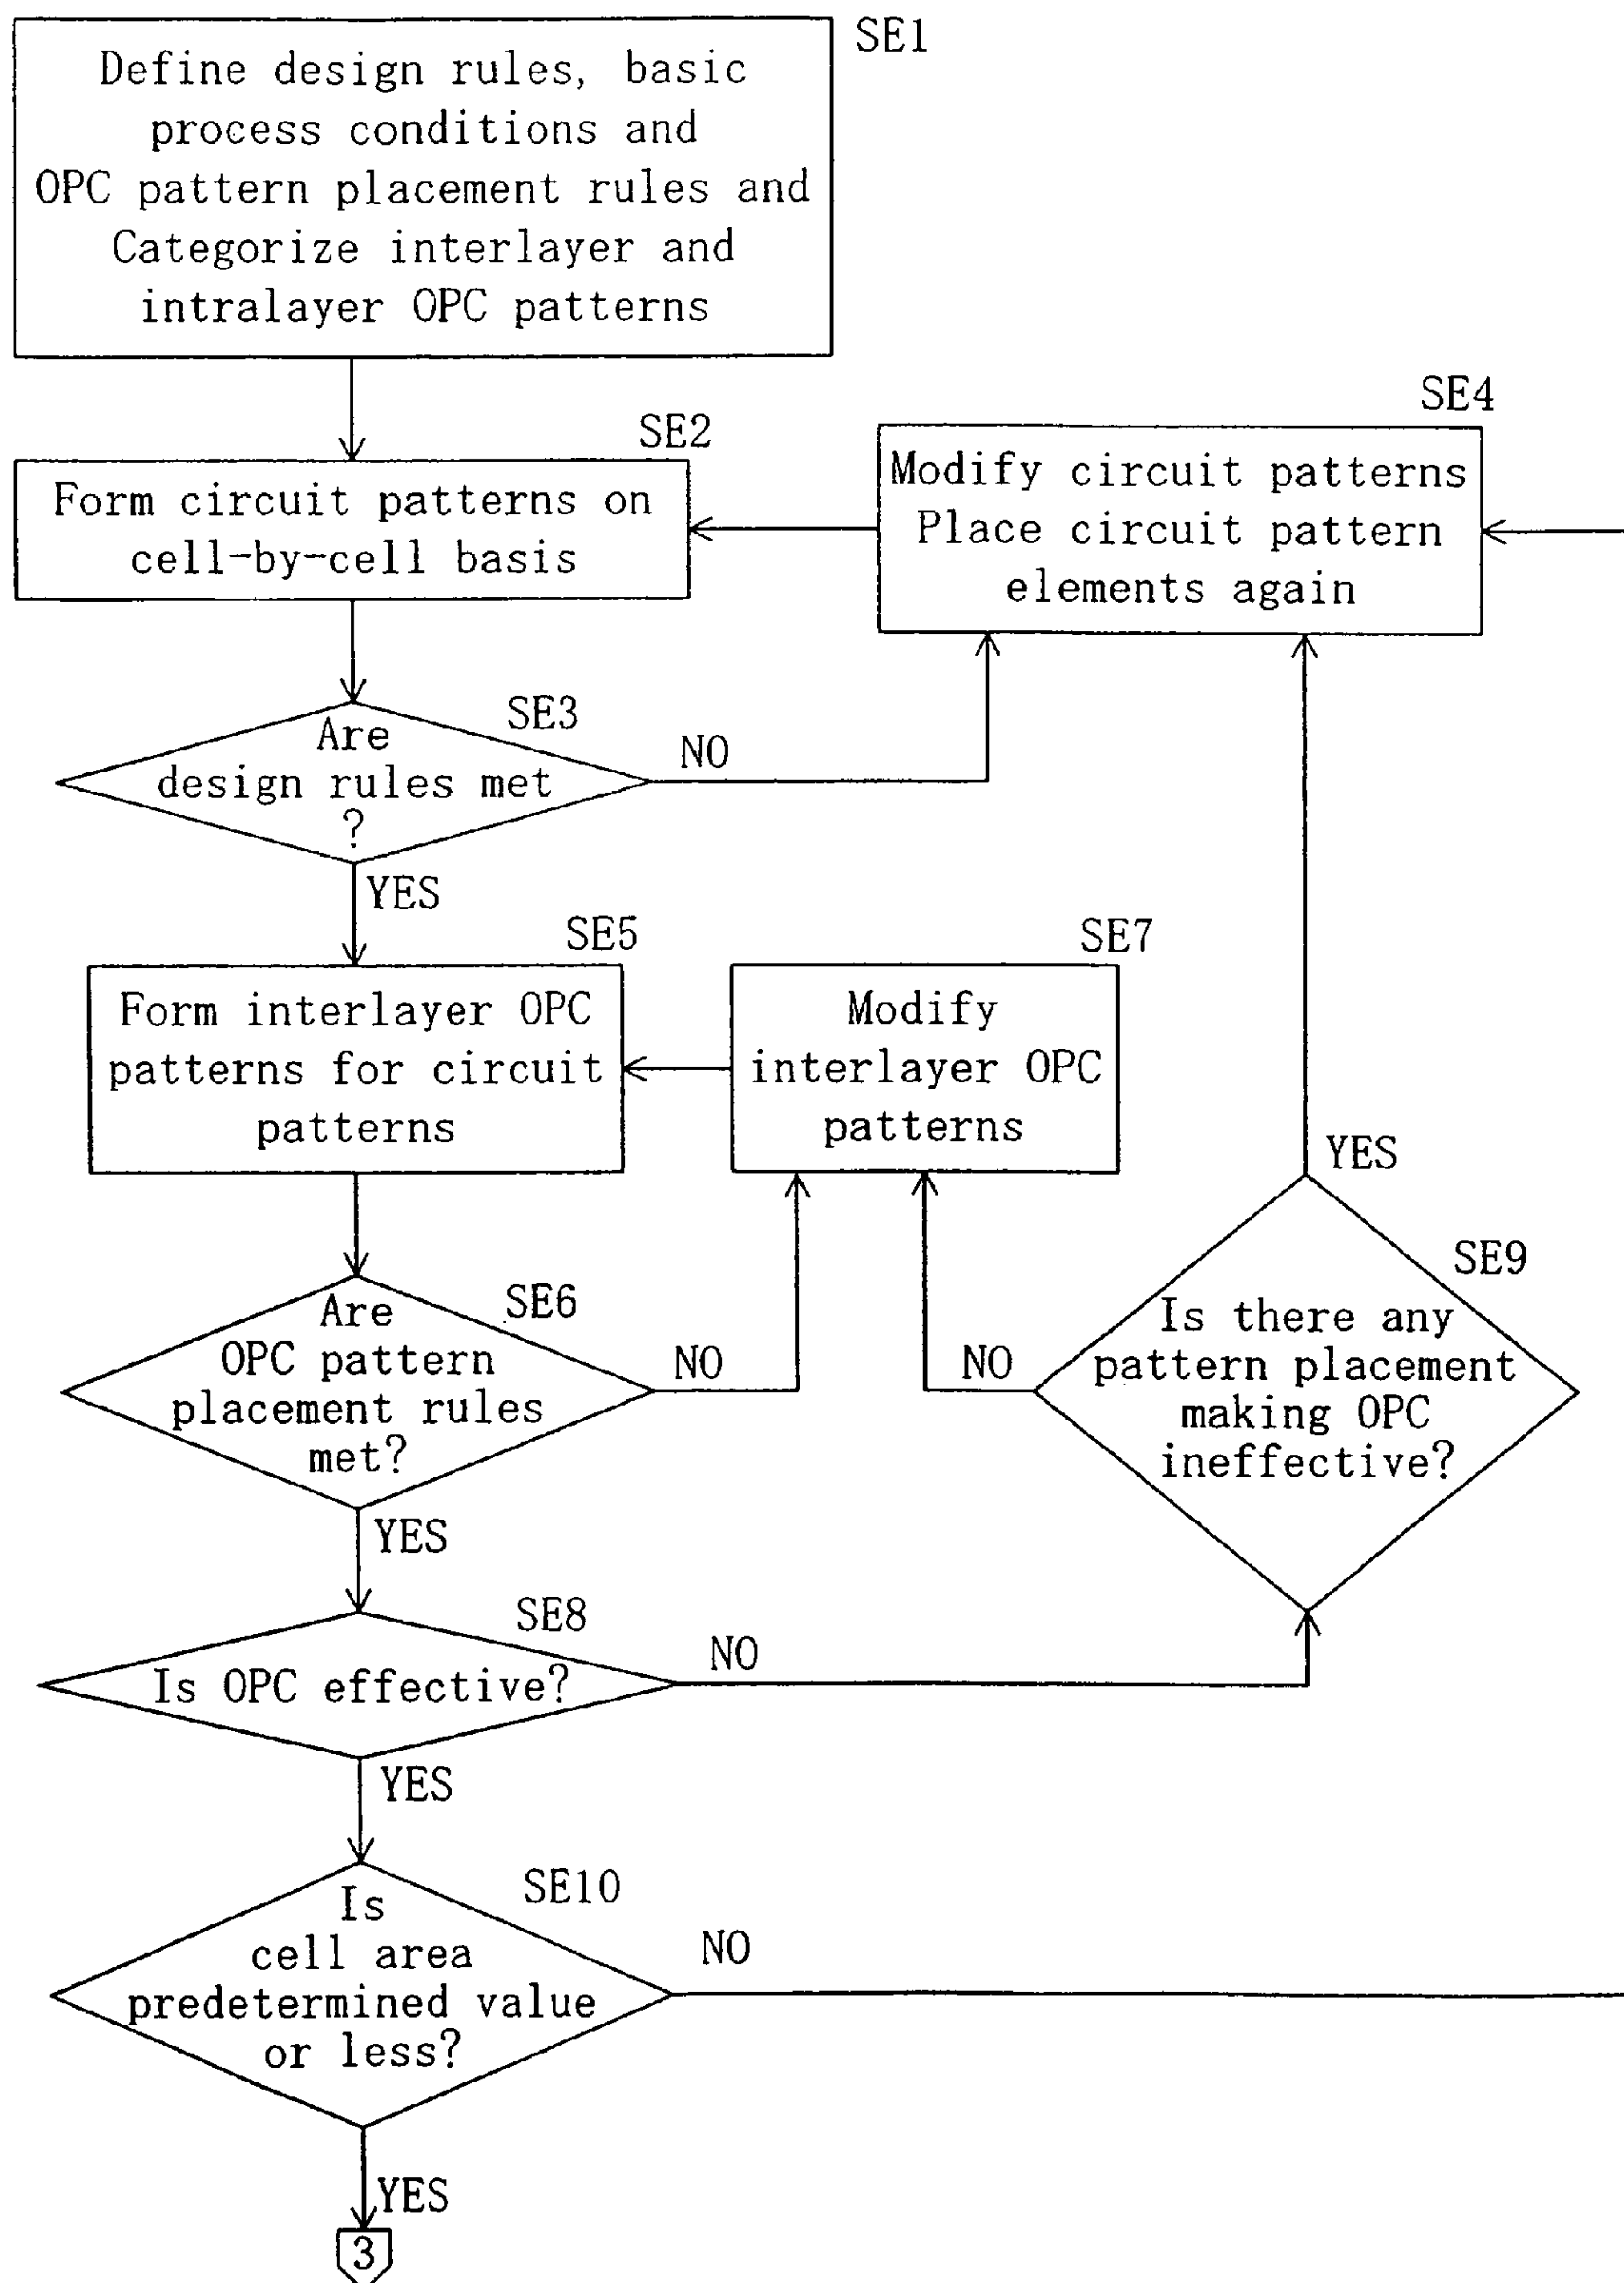 SE1
Define design rules, basic
process conditions and
OPC pattern placement rules and
Categorize interlayer and
intralayer OPC patterns
SE2
Form circuit patterns on
cell-by-cell basis
SE4
Modify circuit patterns
Place circuit pattern
elements again
SE3
Are
design rules met
?
NO
YES
SE5
Form interlayer OPC
patterns for circuit
patterns
SE7
Modify
interlayer OPC
patterns
SE6
Are
OPC pattern
placement rules
met?
NO
YES
SE9
Is there any
pattern placement
making OPC
ineffective?
NO
YES
SE8
Is OPC effective?
NO
YES
SE10
Is
cell area
predetermined value
or less?
NO
YES
3